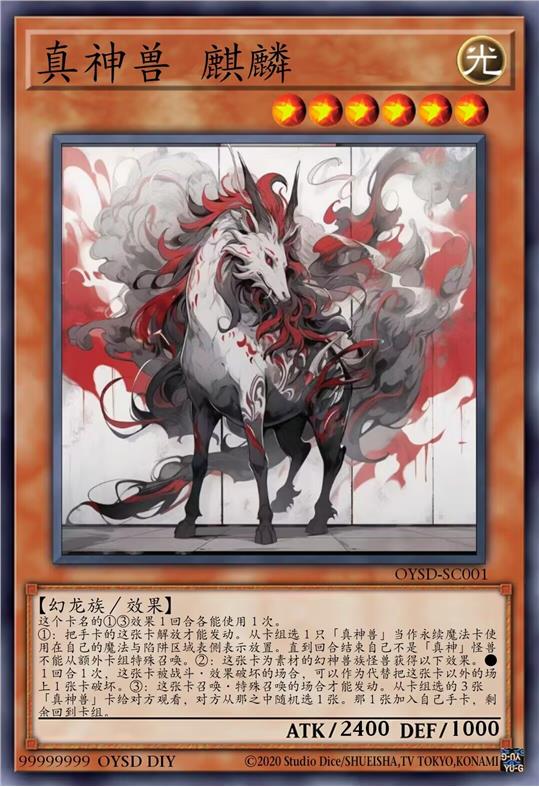 真神兽 麒麟
光
OYSD-SC001
【幻龙族／效果】
这个卡名的①③效果１回合各能使用１次。
①：把手卡的这张卡解放才能发动。从卡组选１只「真神兽」当作永续魔法卡使
用在自己的魔法与陷阱区域表侧表示放置。直到回合结束自己不是「真神」怪兽
不能从额外卡组特殊召唤。②：这张卡为素材的幻神兽族怪兽获得以下效果。●
１回合１次，这张卡被战斗·效果破坏的场合，可以作为代替把这张卡以外的场
上１张卡破坏。③：这张卡召唤·特殊召唤的场合才能发动。从卡组选的３张
「真神兽」卡给对方观看，对方从那之中随机选１张。那１张加入自己手卡，剩
余回到卡组。
ATK/2400 DEF/1000
99999999 OYSD DIY ©2020 Studio Dice/SHUEISHA,TV TOKYO,KONAMI